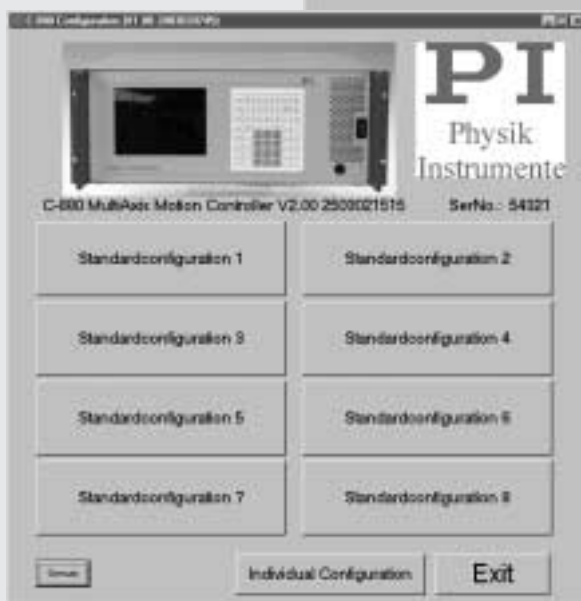 PI
Physik
Instrumente
C-880 MultiAxis Motion Controller V2.00 2503021515 SerNo.: 54321
Standardconfiguration 1
Standardconfiguration 2
Standardconfiguration 3
Standardconfiguration 4
Standardconfiguration 5
Standardconfiguration 6
Standardconfiguration 7
Standardconfiguration 8
Individual Configuration
Exit